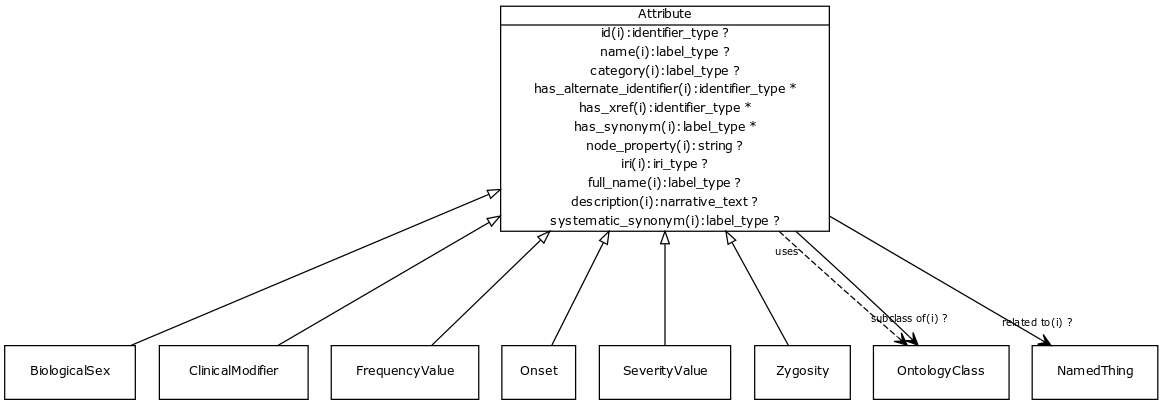 Attribute
id(i):identifier_type ?
name(i):label_type ?
category(i):label_type ?
has_alternate_identifier(i):identifier_type *
has_xref(i):identifier_type *
has_synonym(i):label_type *
node_property(i):string ?
iri(i):iri_type ?
full_name(i):label_type ?
description(i):narrative_text ?
systematic_synonym(i):label_type ?
uses
subclass of(i) ?
related to(i) ?
BiologicalSex
ClinicalModifier
FrequencyValue
Onset
SeverityValue
Zygosity
OntologyClass
NamedThing